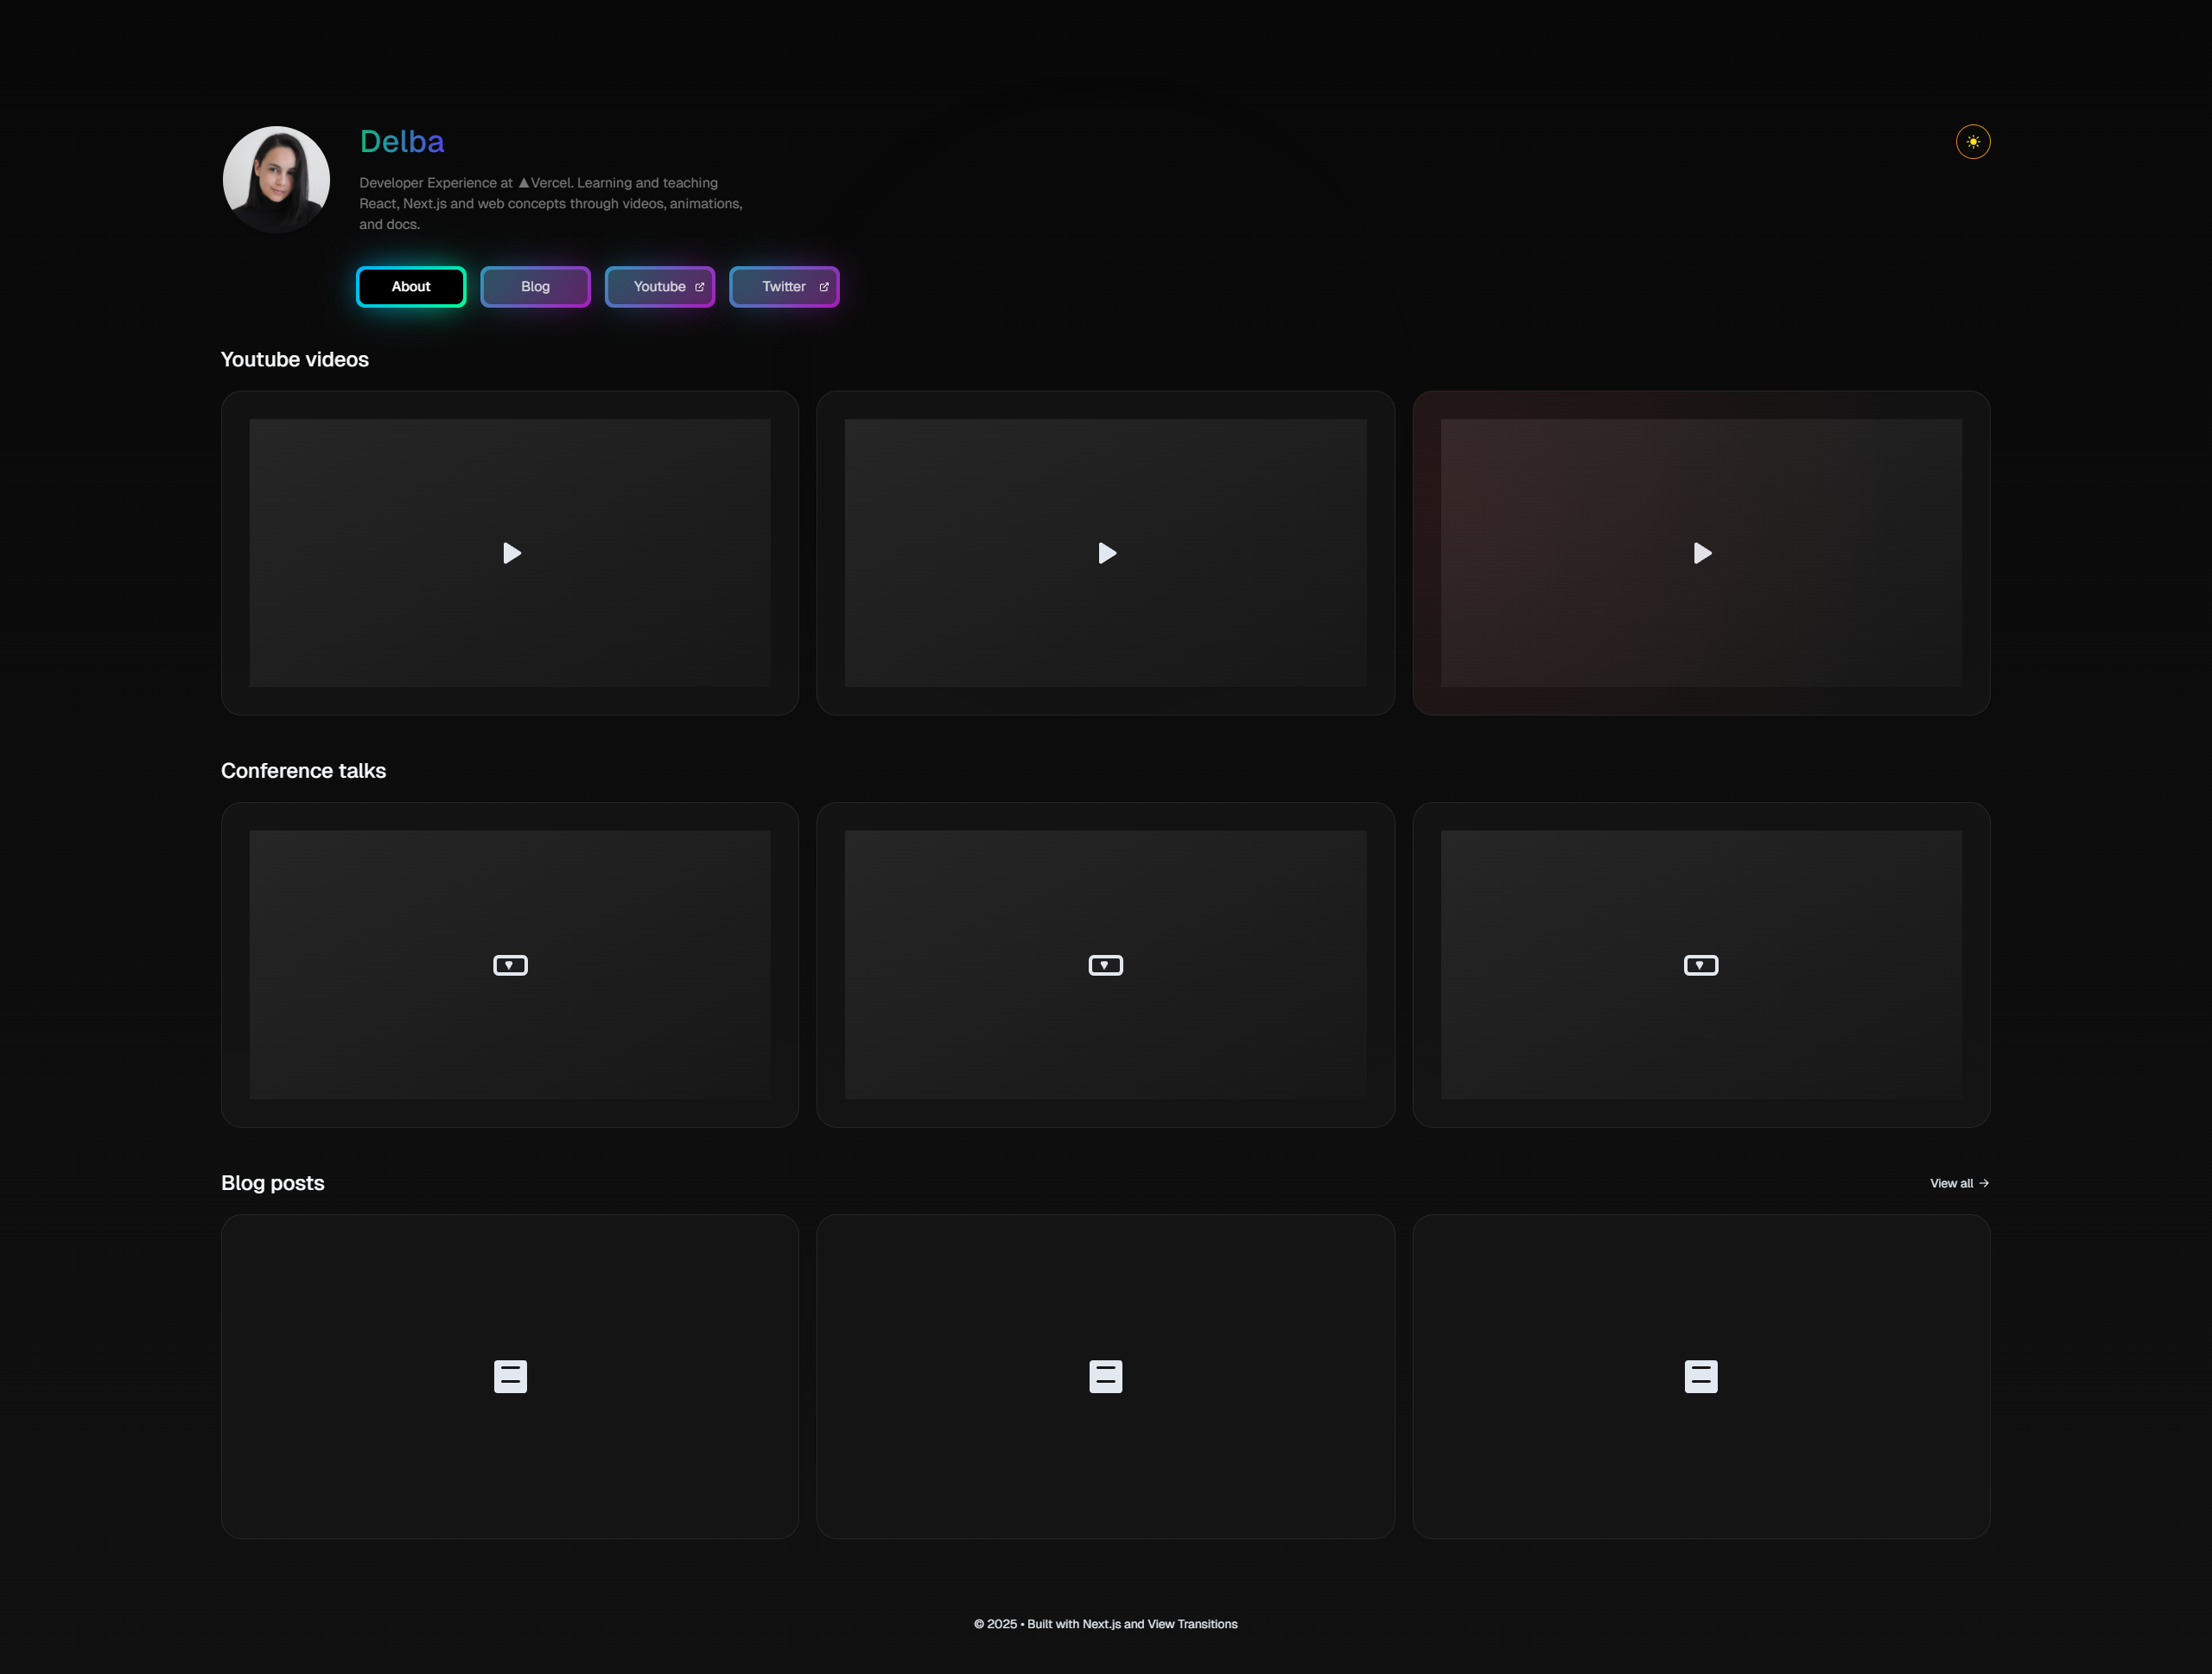 Delba
Developer Experience at ▲Vercel. Learning and teaching
React, Next.js and web concepts through videos, animations,
and docs.
About
Blog
Youtube
Twitter
Youtube videos
Conference talks
Blog posts
View all →
© 2025 • Built with Next.js and View Transitions